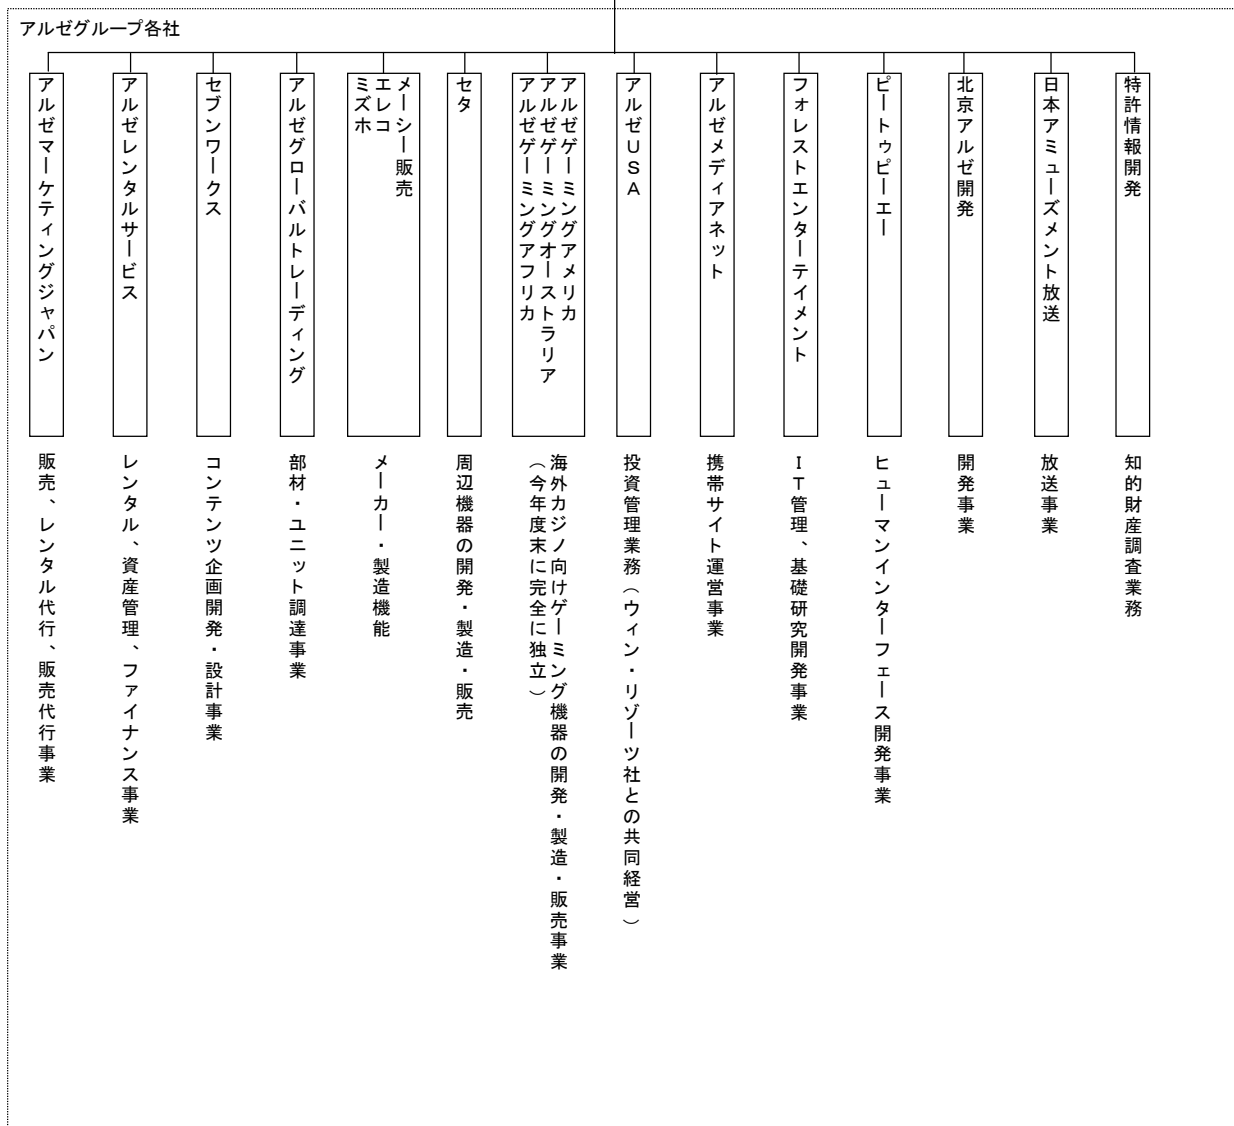 アルゼグループ各社
アルゼマーケティングジャパン
アルゼレンタルサービス
セブンワークス
アルゼグローバルトレーディング
メーシー販売
エレコ
ミズホ
セタ
アルゼゲーミングアメリカ
アルゼゲーミングオーストラリア
アルゼゲーミングアフリカ
アルゼUSA
アルゼメディアネット
フォレストエンターテイメント
ピートゥピーエー
北京アルゼ開発
日本アミューズメント放送
特許情報開発
販売、レンタル代行、販売代行事業
レンタル、資産管理、ファイナンス事業
コンテンツ企画開発・設計事業
部材・ユニット調達事業
メーカー・製造機能
周辺機器の開発・製造・販売
海外カジノ向けゲーミング機器の開発・製造・販売事業
（今年度末に完全に独立）
投資管理業務（ウィン・リゾーツ社との共同経営）
携帯サイト運営事業
IT管理、基礎研究開発事業
ヒューマンインターフェース開発事業
開発事業
放送事業
知的財産調査業務